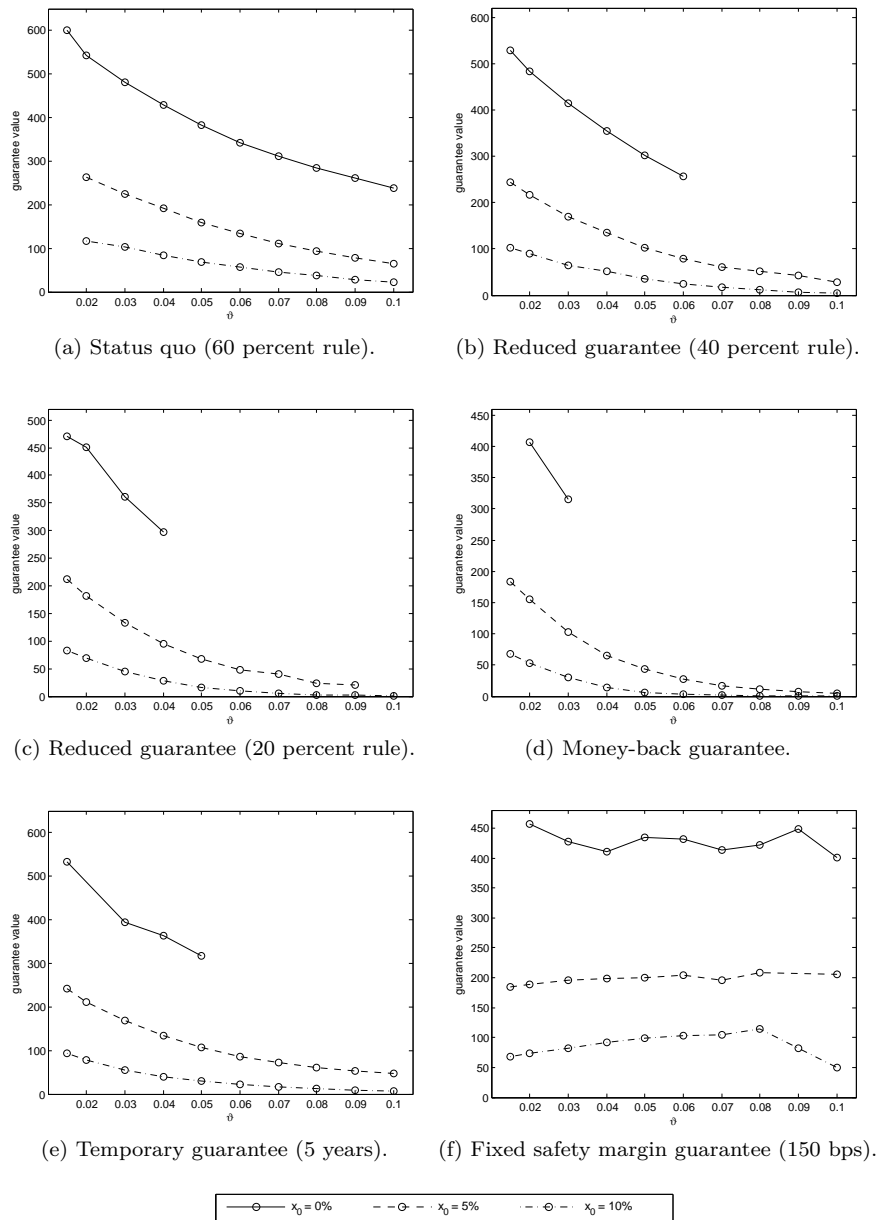 600
500
400
300
200
100
0
guarantee value
0.02 0.03 0.04 0.05 0.06 0.07 0.08 0.09 0.1
ϑ
(a) Status quo (60 percent rule).
600
500
400
300
200
100
0
guarantee value
0.02 0.03 0.04 0.05 0.06 0.07 0.08 0.09 0.1
ϑ
(b) Reduced guarantee (40 percent rule).
500
450
400
350
300
250
200
150
100
50
0
guarantee value
0.02 0.03 0.04 0.05 0.06 0.07 0.08 0.09 0.1
ϑ
(c) Reduced guarantee (20 percent rule).
450
400
350
300
250
200
150
100
50
0
guarantee value
0.02 0.03 0.04 0.05 0.06 0.07 0.08 0.09 0.1
ϑ
(d) Money-back guarantee.
600
500
400
300
200
100
0
guarantee value
0.02 0.03 0.04 0.05 0.06 0.07 0.08 0.09 0.1
ϑ
(e) Temporary guarantee (5 years).
450
400
350
300
250
200
150
100
50
0
guarantee value
0.02 0.03 0.04 0.05 0.06 0.07 0.08 0.09 0.1
ϑ
(f) Fixed safety margin guarantee (150 bps).
x₀ = 0% x₀ = 5% x₀ = 10%